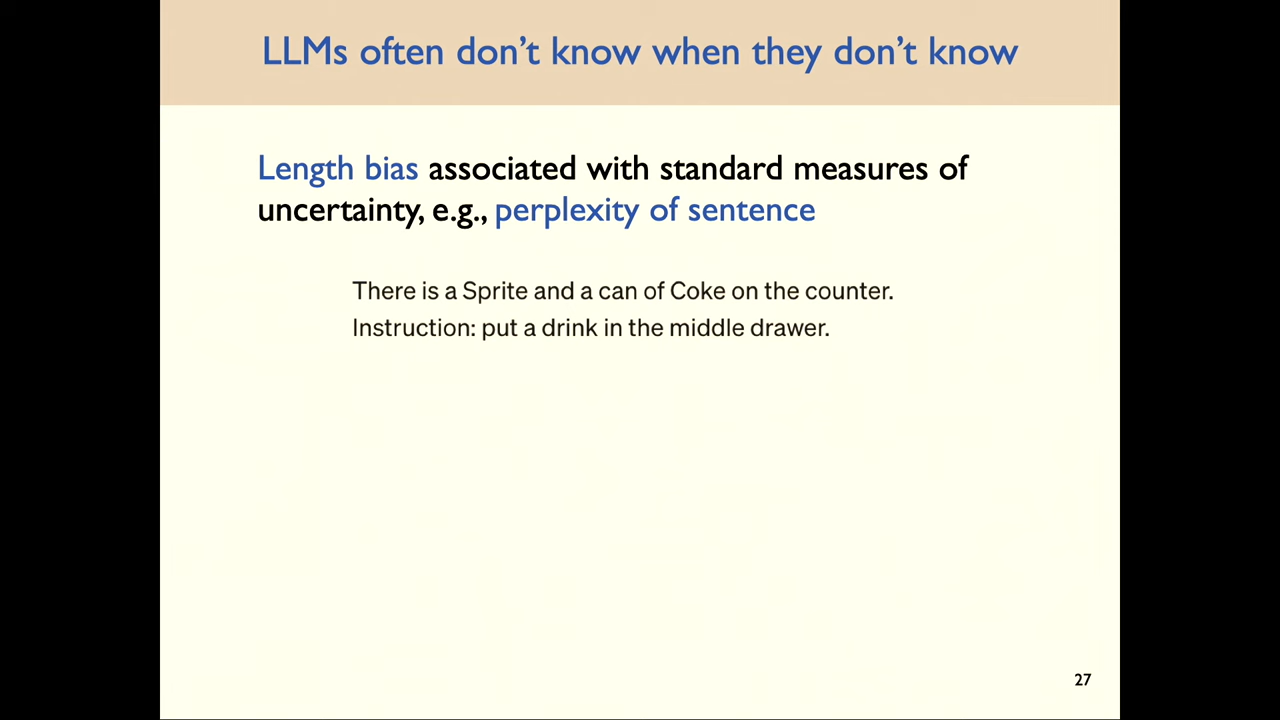 LLMs often don’t know when they don’t know
Length bias associated with standard measures of
uncertainty, e.g., perplexity of sentence
There is a Sprite and a can of Coke on the counter.
Instruction: put a drink in the middle drawer.
27